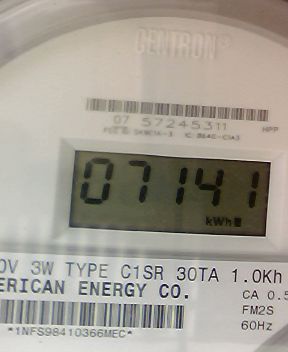 CENTRON®
07 57245311
HPP
07141
kWh
0V 3W TYPE C1SR 30TA 1.0Kh
ERICAN ENERGY CO.
CA 0.5
FM2S
60Hz
*1NFS98410366MEC*